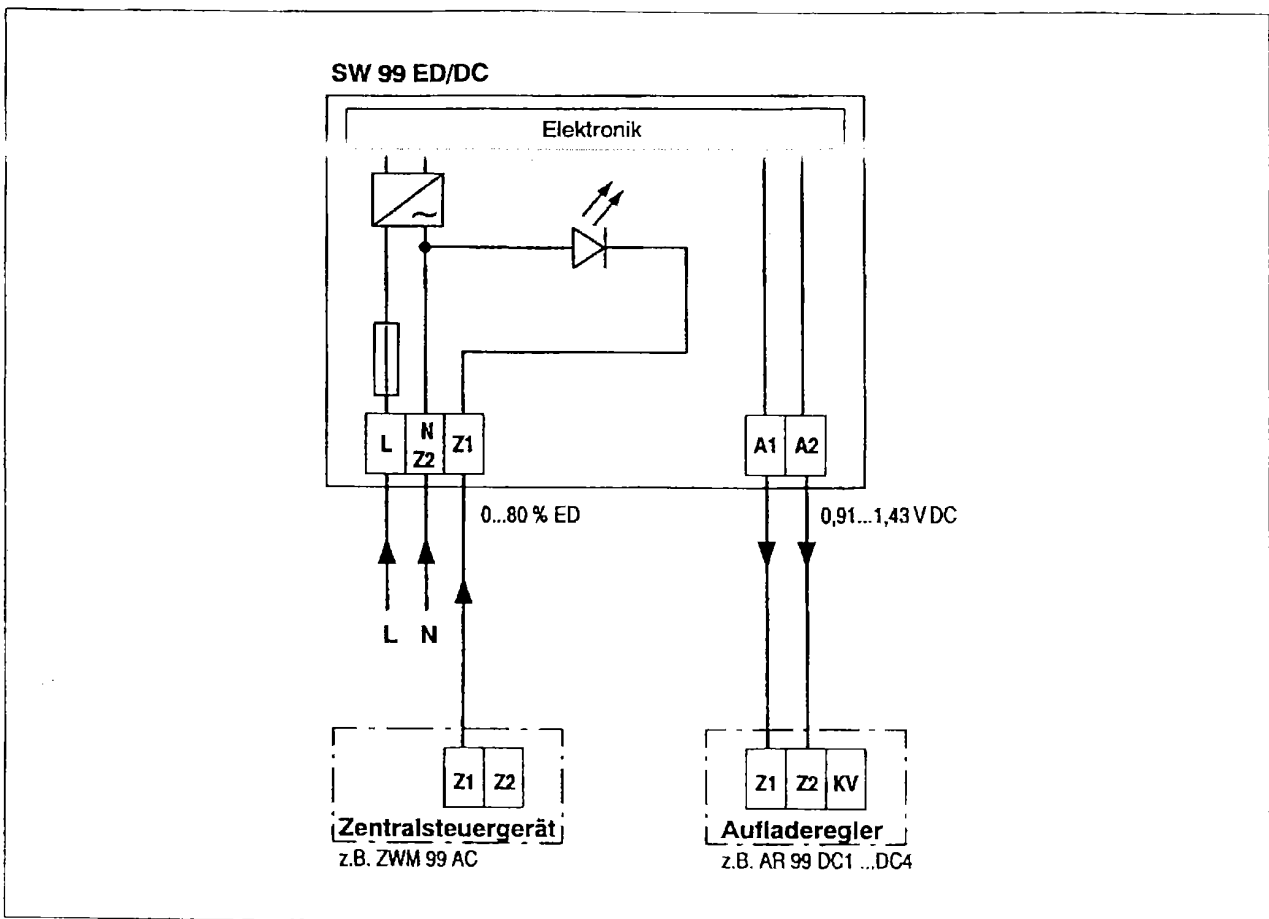 SW 99 ED/DC
Elektronik
~
L
N
Z2
Z1
A1
A2
0...80 % ED
0,91...1,43 V DC
L N
Z1 Z2
Z1 Z2 KV
Zentralsteuergerät
Aufladeregler
z.B. ZWM 99 AC
z.B. AR 99 DC1 ...DC4